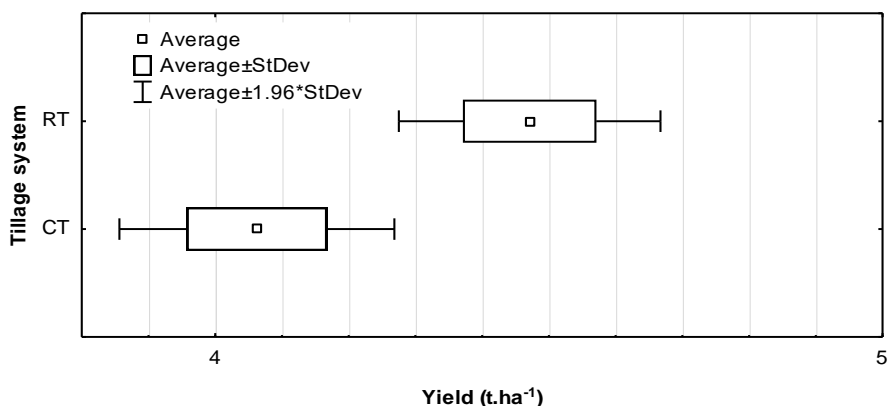 Average
Average±StDev
Average±1.96*StDev
RT
CT
Tillage system
4
5
Yield (t.ha⁻¹)